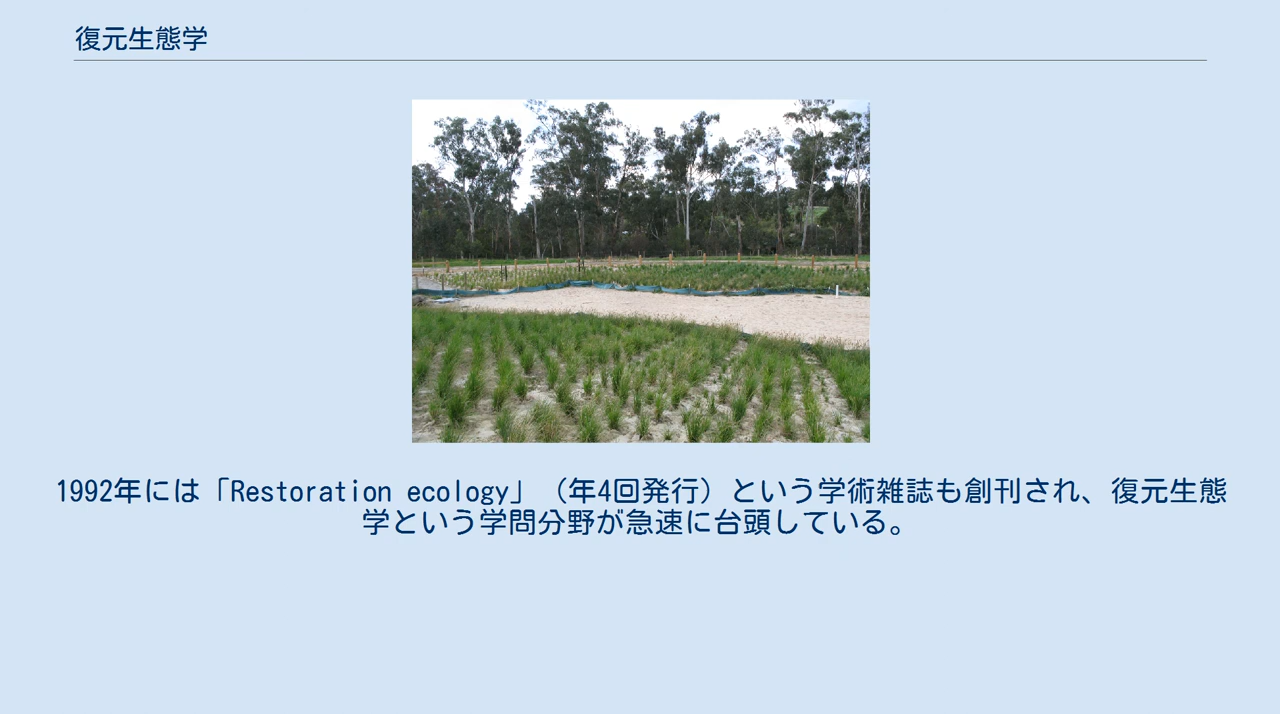 復元生態学
1992年には「Restoration ecology」（年4回発行）という学術雑誌も創刊され、復元生態
学という学問分野が急速に台頭している。